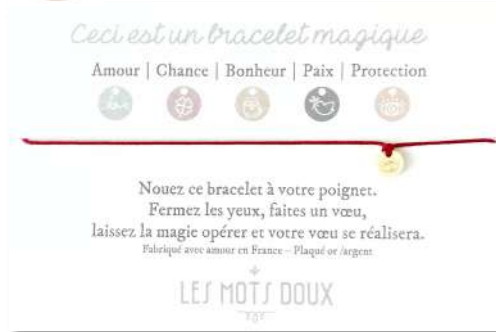 Ceci est un bracelet magique
Amour | Chance | Bonheur | Paix | Protection
Nouez ce bracelet à votre poignet.
Fermez les yeux, faites un vœu,
laissez la magie opérer et votre vœu se réalisera.
Fabriqué avec amour en France – Plaqué or /argent
LES MOTS DOUX